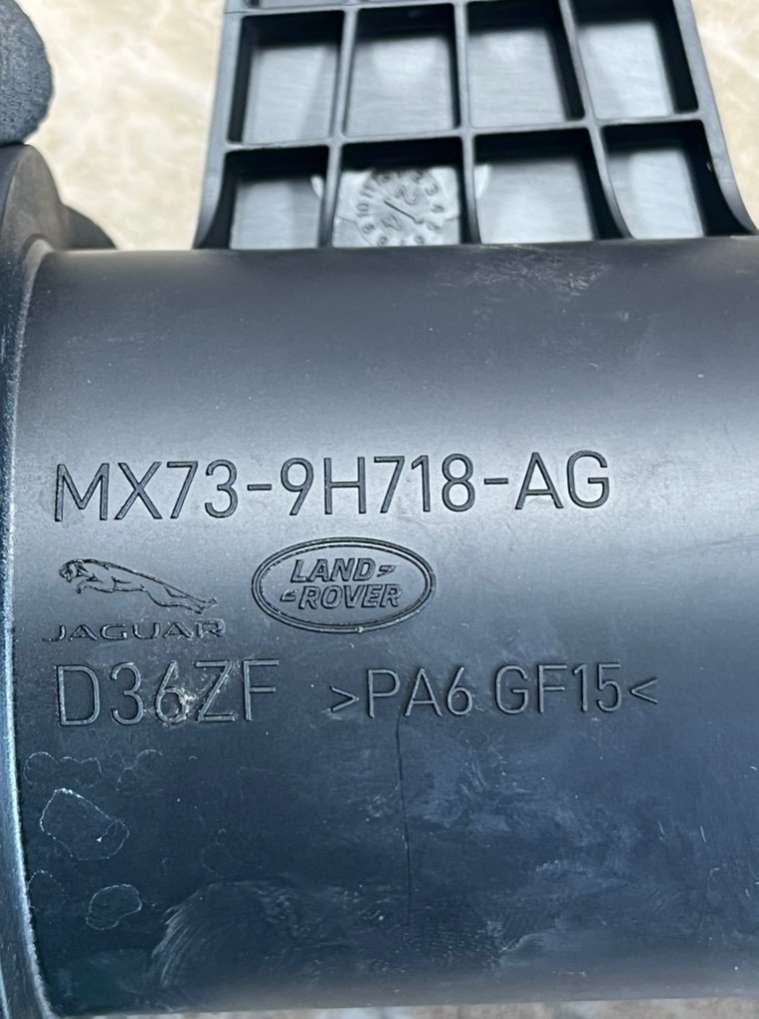 MX73-9H718-AG
JAGUAR
LAND
ROVER
D36ZF >PA6 GF15<